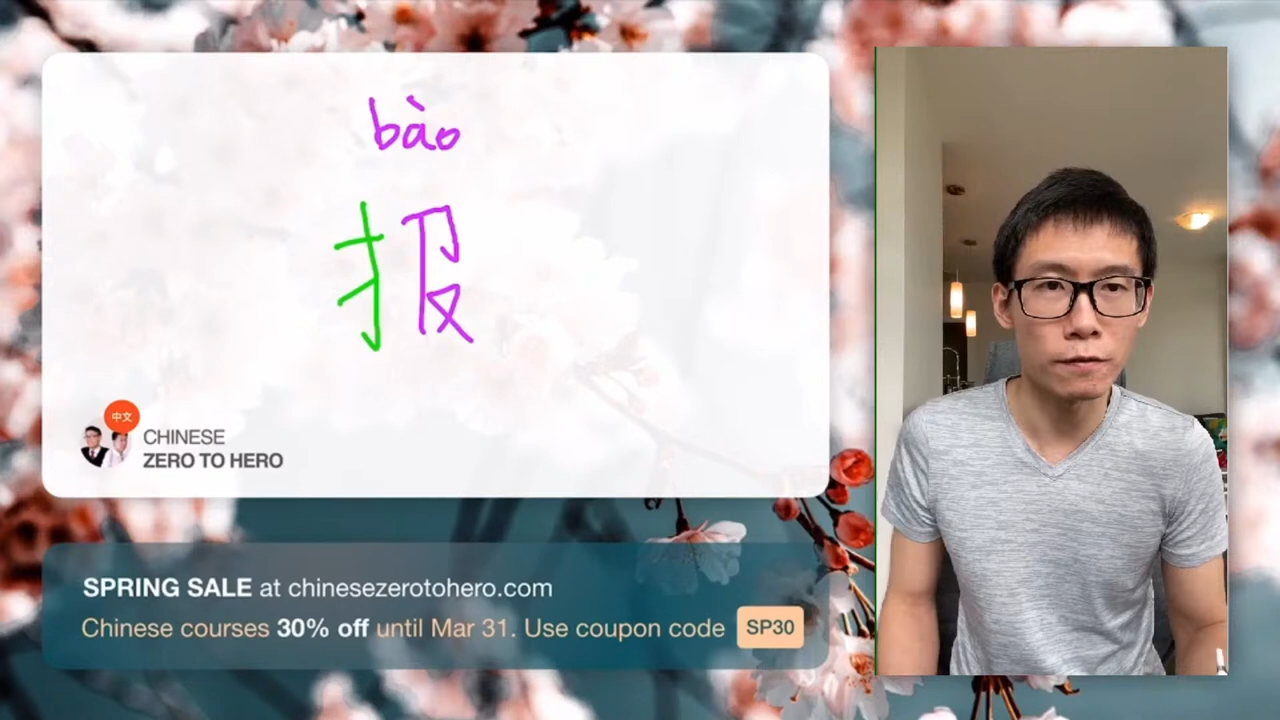 bào
报
中文
CHINESE
ZERO TO HERO
SPRING SALE at chinesezerotohero.com
Chinese courses 30% off until Mar 31. Use coupon code SP30